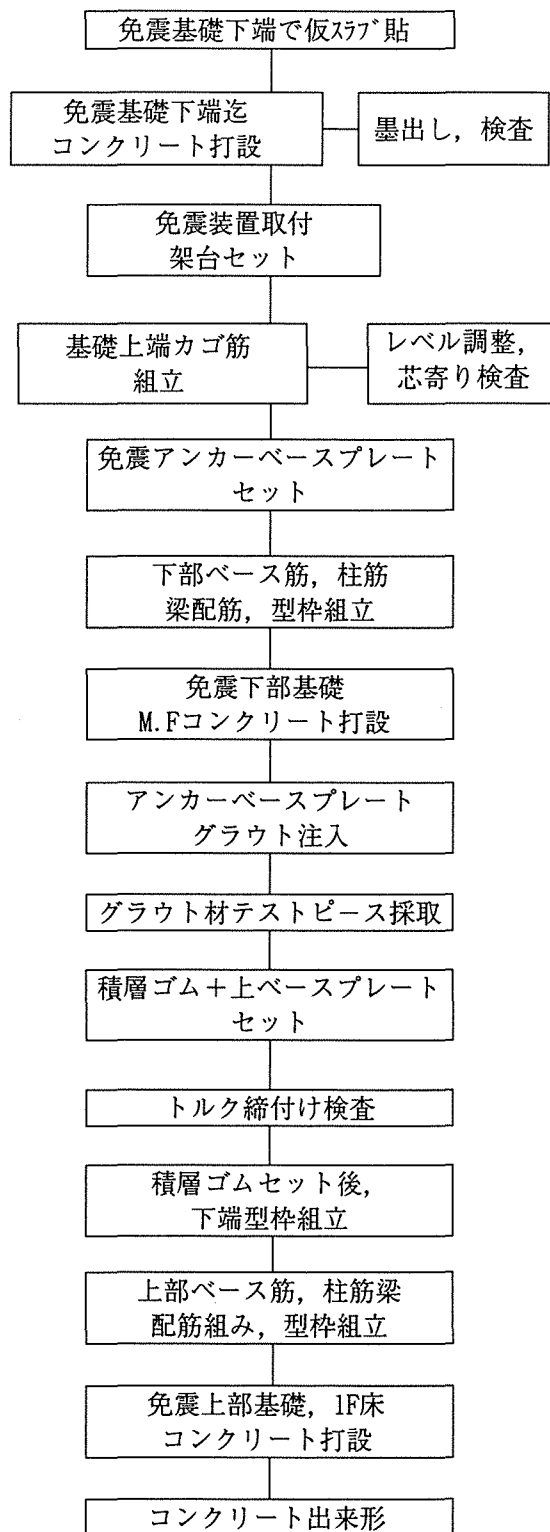 免震基礎下端で仮ｽﾗﾌﾞ貼
免震基礎下端迄
コンクリート打設
墨出し，検査
免震装置取付
架台セット
基礎上端カゴ筋
組立
レベル調整，
芯寄り検査
免震アンカーベースプレート
セット
下部ベース筋，柱筋
梁配筋，型枠組立
免震下部基礎
M.Fコンクリート打設
アンカーベースプレート
グラウト注入
グラウト材テストピース採取
積層ゴム＋上ベースプレート
セット
トルク締付け検査
積層ゴムセット後，
下端型枠組立
上部ベース筋，柱筋梁
配筋組み，型枠組立
免震上部基礎，1F床
コンクリート打設
コンクリート出来形